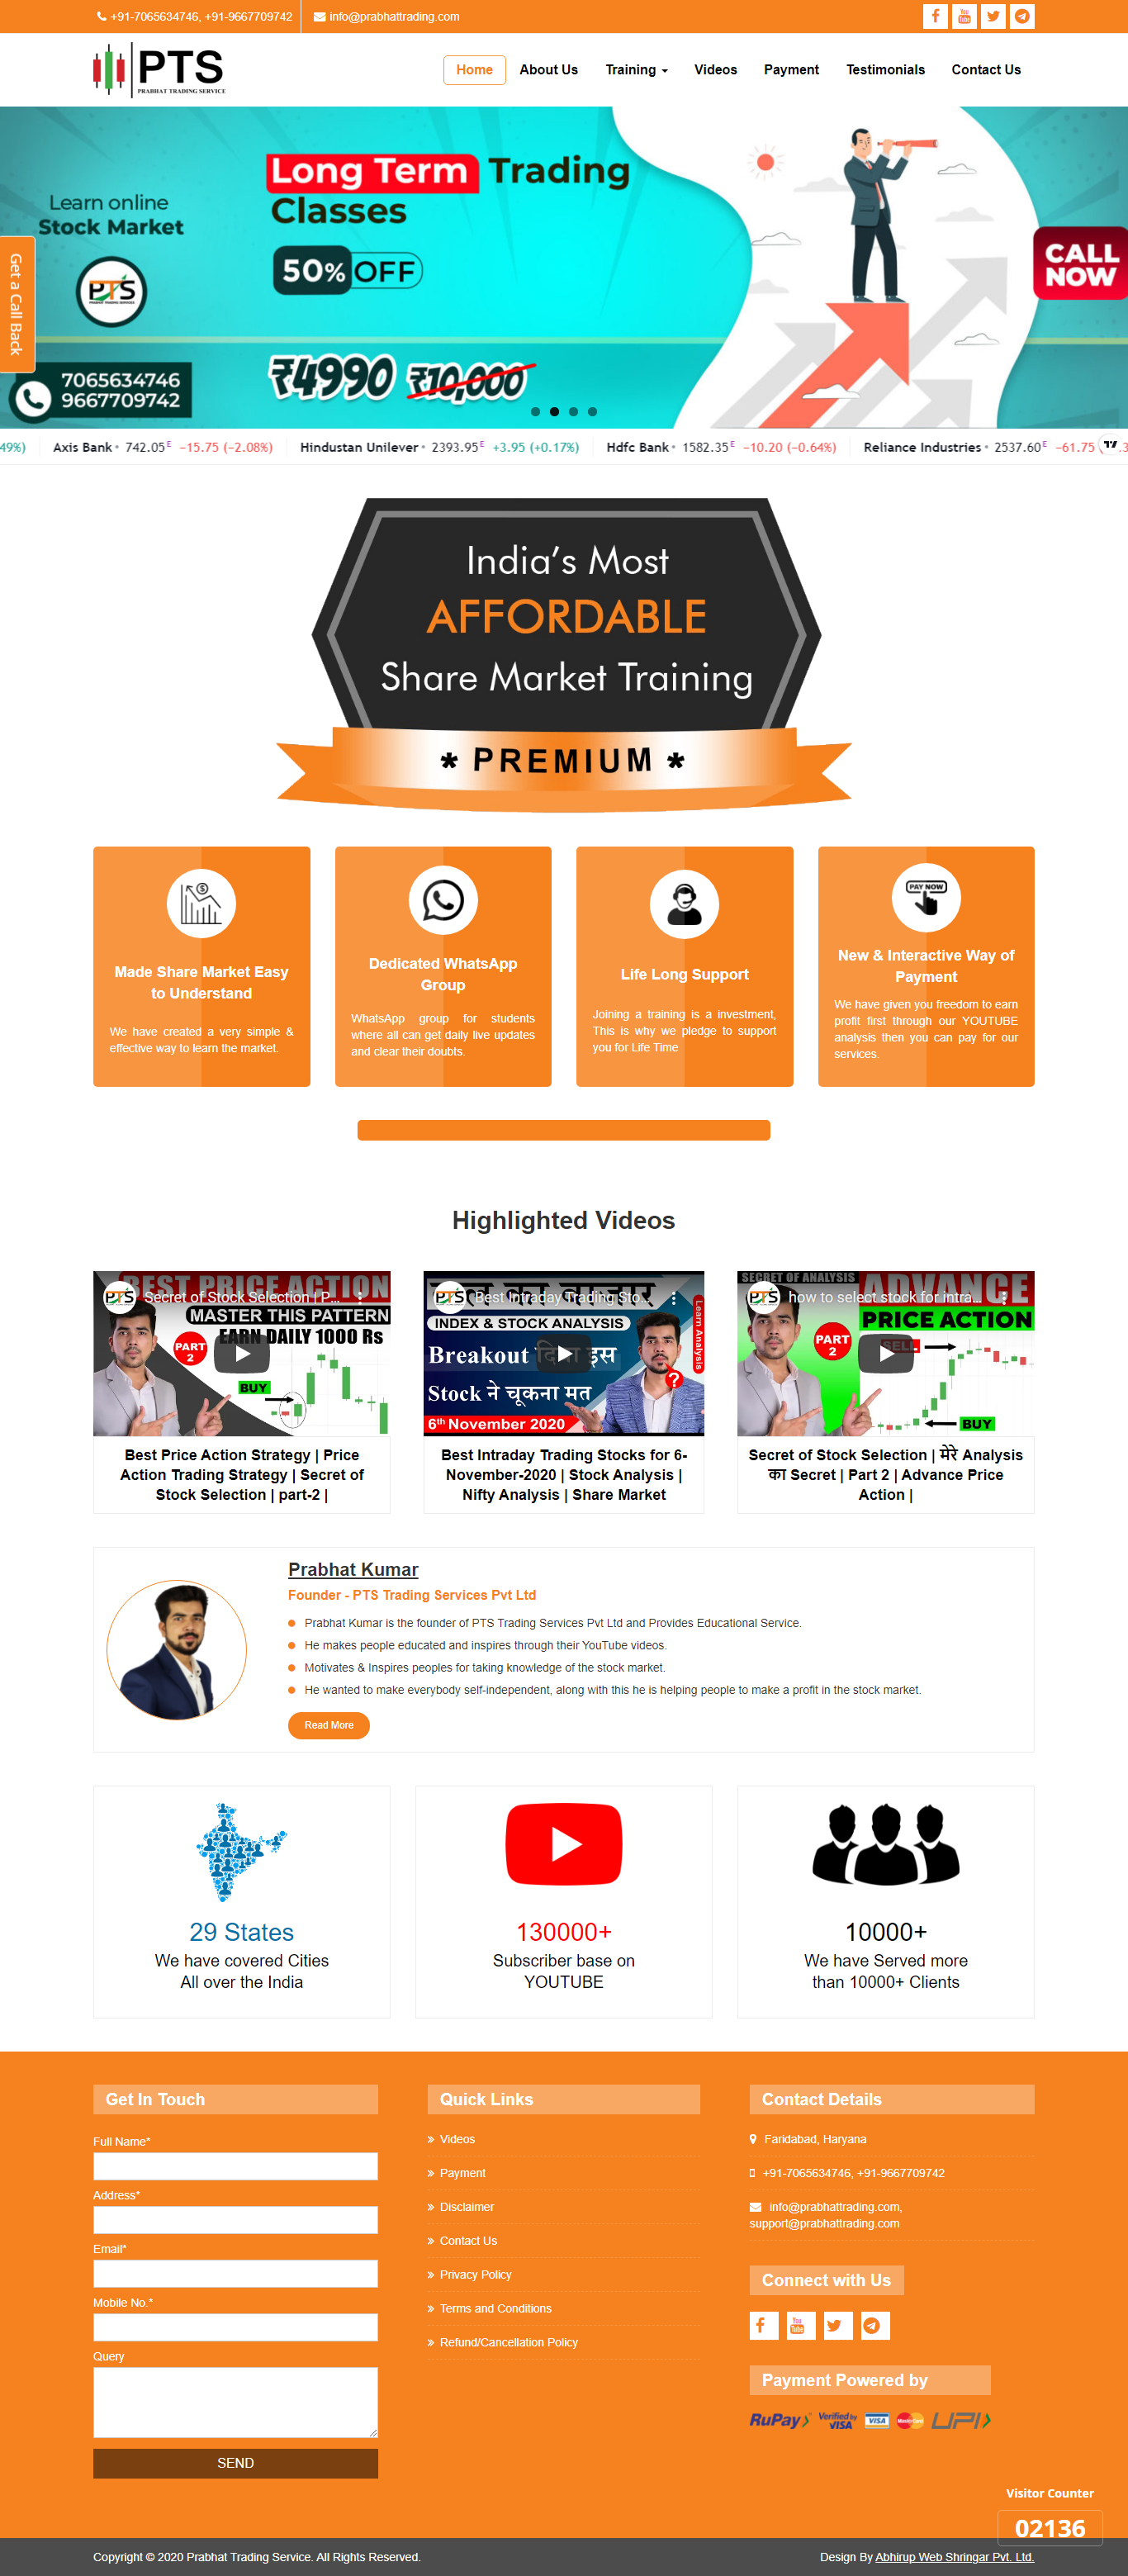 +91-7065634746, +91-9667709742
info@prabhattrading.com
PTS
PRABHAT TRADING SERVICE
Home
About Us
Training
Videos
Payment
Testimonials
Contact Us
Learn online
Stock Market
PTS
Long Term Trading
Classes
50% OFF
₹4990 ₹10,000
7065634746
9667709742
CALL
NOW
Get a Call Back
49%) Axis Bank 742.05 E −15.75 (−2.08%) Hindustan Unilever 2393.95 E +3.95 (+0.17%) Hdfc Bank 1582.35 E −10.20 (−0.64%) Reliance Industries 2537.60 E −61.75
India's Most
AFFORDABLE
Share Market Training
* PREMIUM *
Made Share Market Easy
to Understand
We have created a very simple &
effective way to learn the market.
Dedicated WhatsApp
Group
WhatsApp group for students
where all can get daily live updates
and clear their doubts.
Life Long Support
Joining a training is a investment,
This is why we pledge to support
you for Life Time
PAY NOW
New & Interactive Way of
Payment
We have given you freedom to earn
profit first through our YOUTUBE
analysis then you can pay for our
services.
Highlighted Videos
BEST PRICE ACTION
PTS
Secret of Stock Selection | P...
MASTER THIS PATTERN
EARN DAILY 1000 Rs
PART
2
BUY
Best Price Action Strategy | Price
Action Trading Strategy | Secret of
Stock Selection | part-2 |
PTS
Best Intraday Trading Sto...
INDEX & STOCK ANALYSIS
Learn Analysis
Breakout दिया इस
Stock ने चूकना मत
6th November 2020
Best Intraday Trading Stocks for 6-
November-2020 | Stock Analysis |
Nifty Analysis | Share Market
SECRET OF ANALYSIS
ADVANCE
PTS
how to select stock for intra...
PRICE ACTION
PART
2
SELL
BUY
Secret of Stock Selection | मेरे Analysis
का Secret | Part 2 | Advance Price
Action |
Prabhat Kumar
Founder - PTS Trading Services Pvt Ltd
Prabhat Kumar is the founder of PTS Trading Services Pvt Ltd and Provides Educational Service.
He makes people educated and inspires through their YouTube videos.
Motivates & Inspires peoples for taking knowledge of the stock market.
He wanted to make everybody self-independent, along with this he is helping people to make a profit in the stock market.
Read More
29 States
We have covered Cities
All over the India
130000+
Subscriber base on
YOUTUBE
10000+
We have Served more
than 10000+ Clients
Get In Touch
Full Name*
Address*
Email*
Mobile No.*
Query
SEND
Quick Links
Videos
Payment
Disclaimer
Contact Us
Privacy Policy
Terms and Conditions
Refund/Cancellation Policy
Contact Details
Faridabad, Haryana
+91-7065634746, +91-9667709742
info@prabhattrading.com,
support@prabhattrading.com
Connect with Us
You
Tube
Payment Powered by
RuPay
Verified by
VISA
VISA
MasterCard
UPI
Visitor Counter
02136
Copyright © 2020 Prabhat Trading Service. All Rights Reserved.
Design By Abhirup Web Shringar Pvt. Ltd.